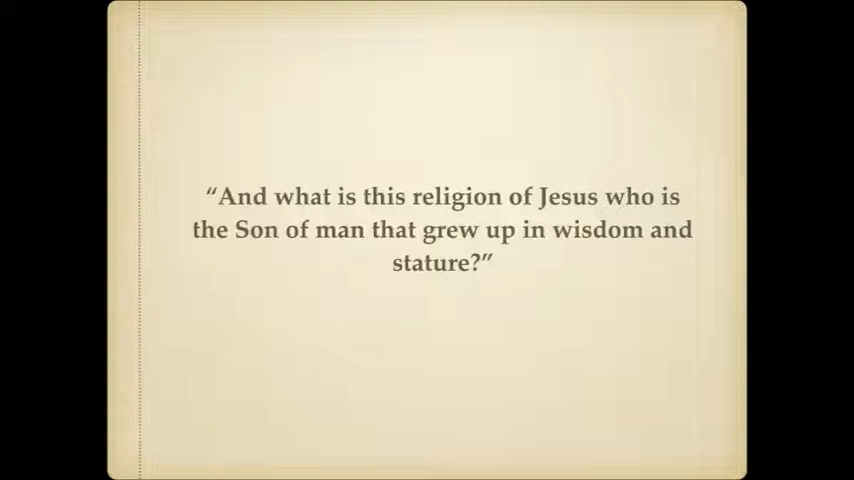 “And what is this religion of Jesus who is
the Son of man that grew up in wisdom and
stature?”